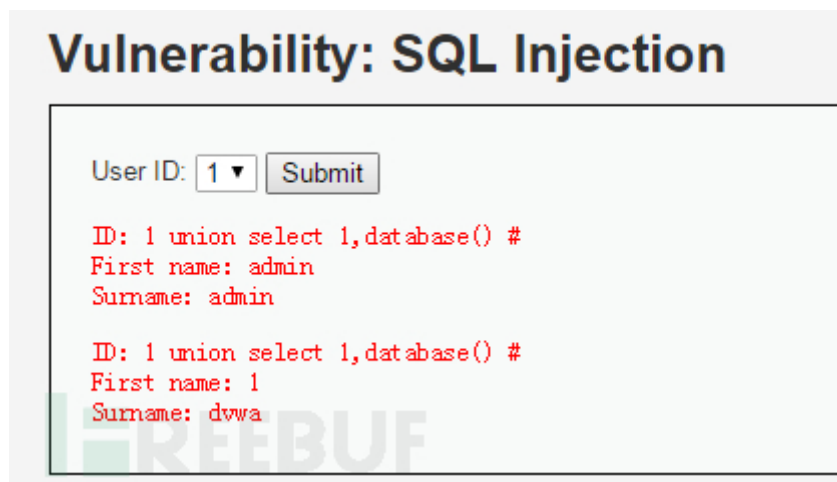 Vulnerability: SQL Injection
User ID: 1 ▼ Submit
ID: 1 union select 1,database() #
First name: admin
Surname: admin
ID: 1 union select 1,database() #
First name: 1
Surname: dvwa
FREEBUF